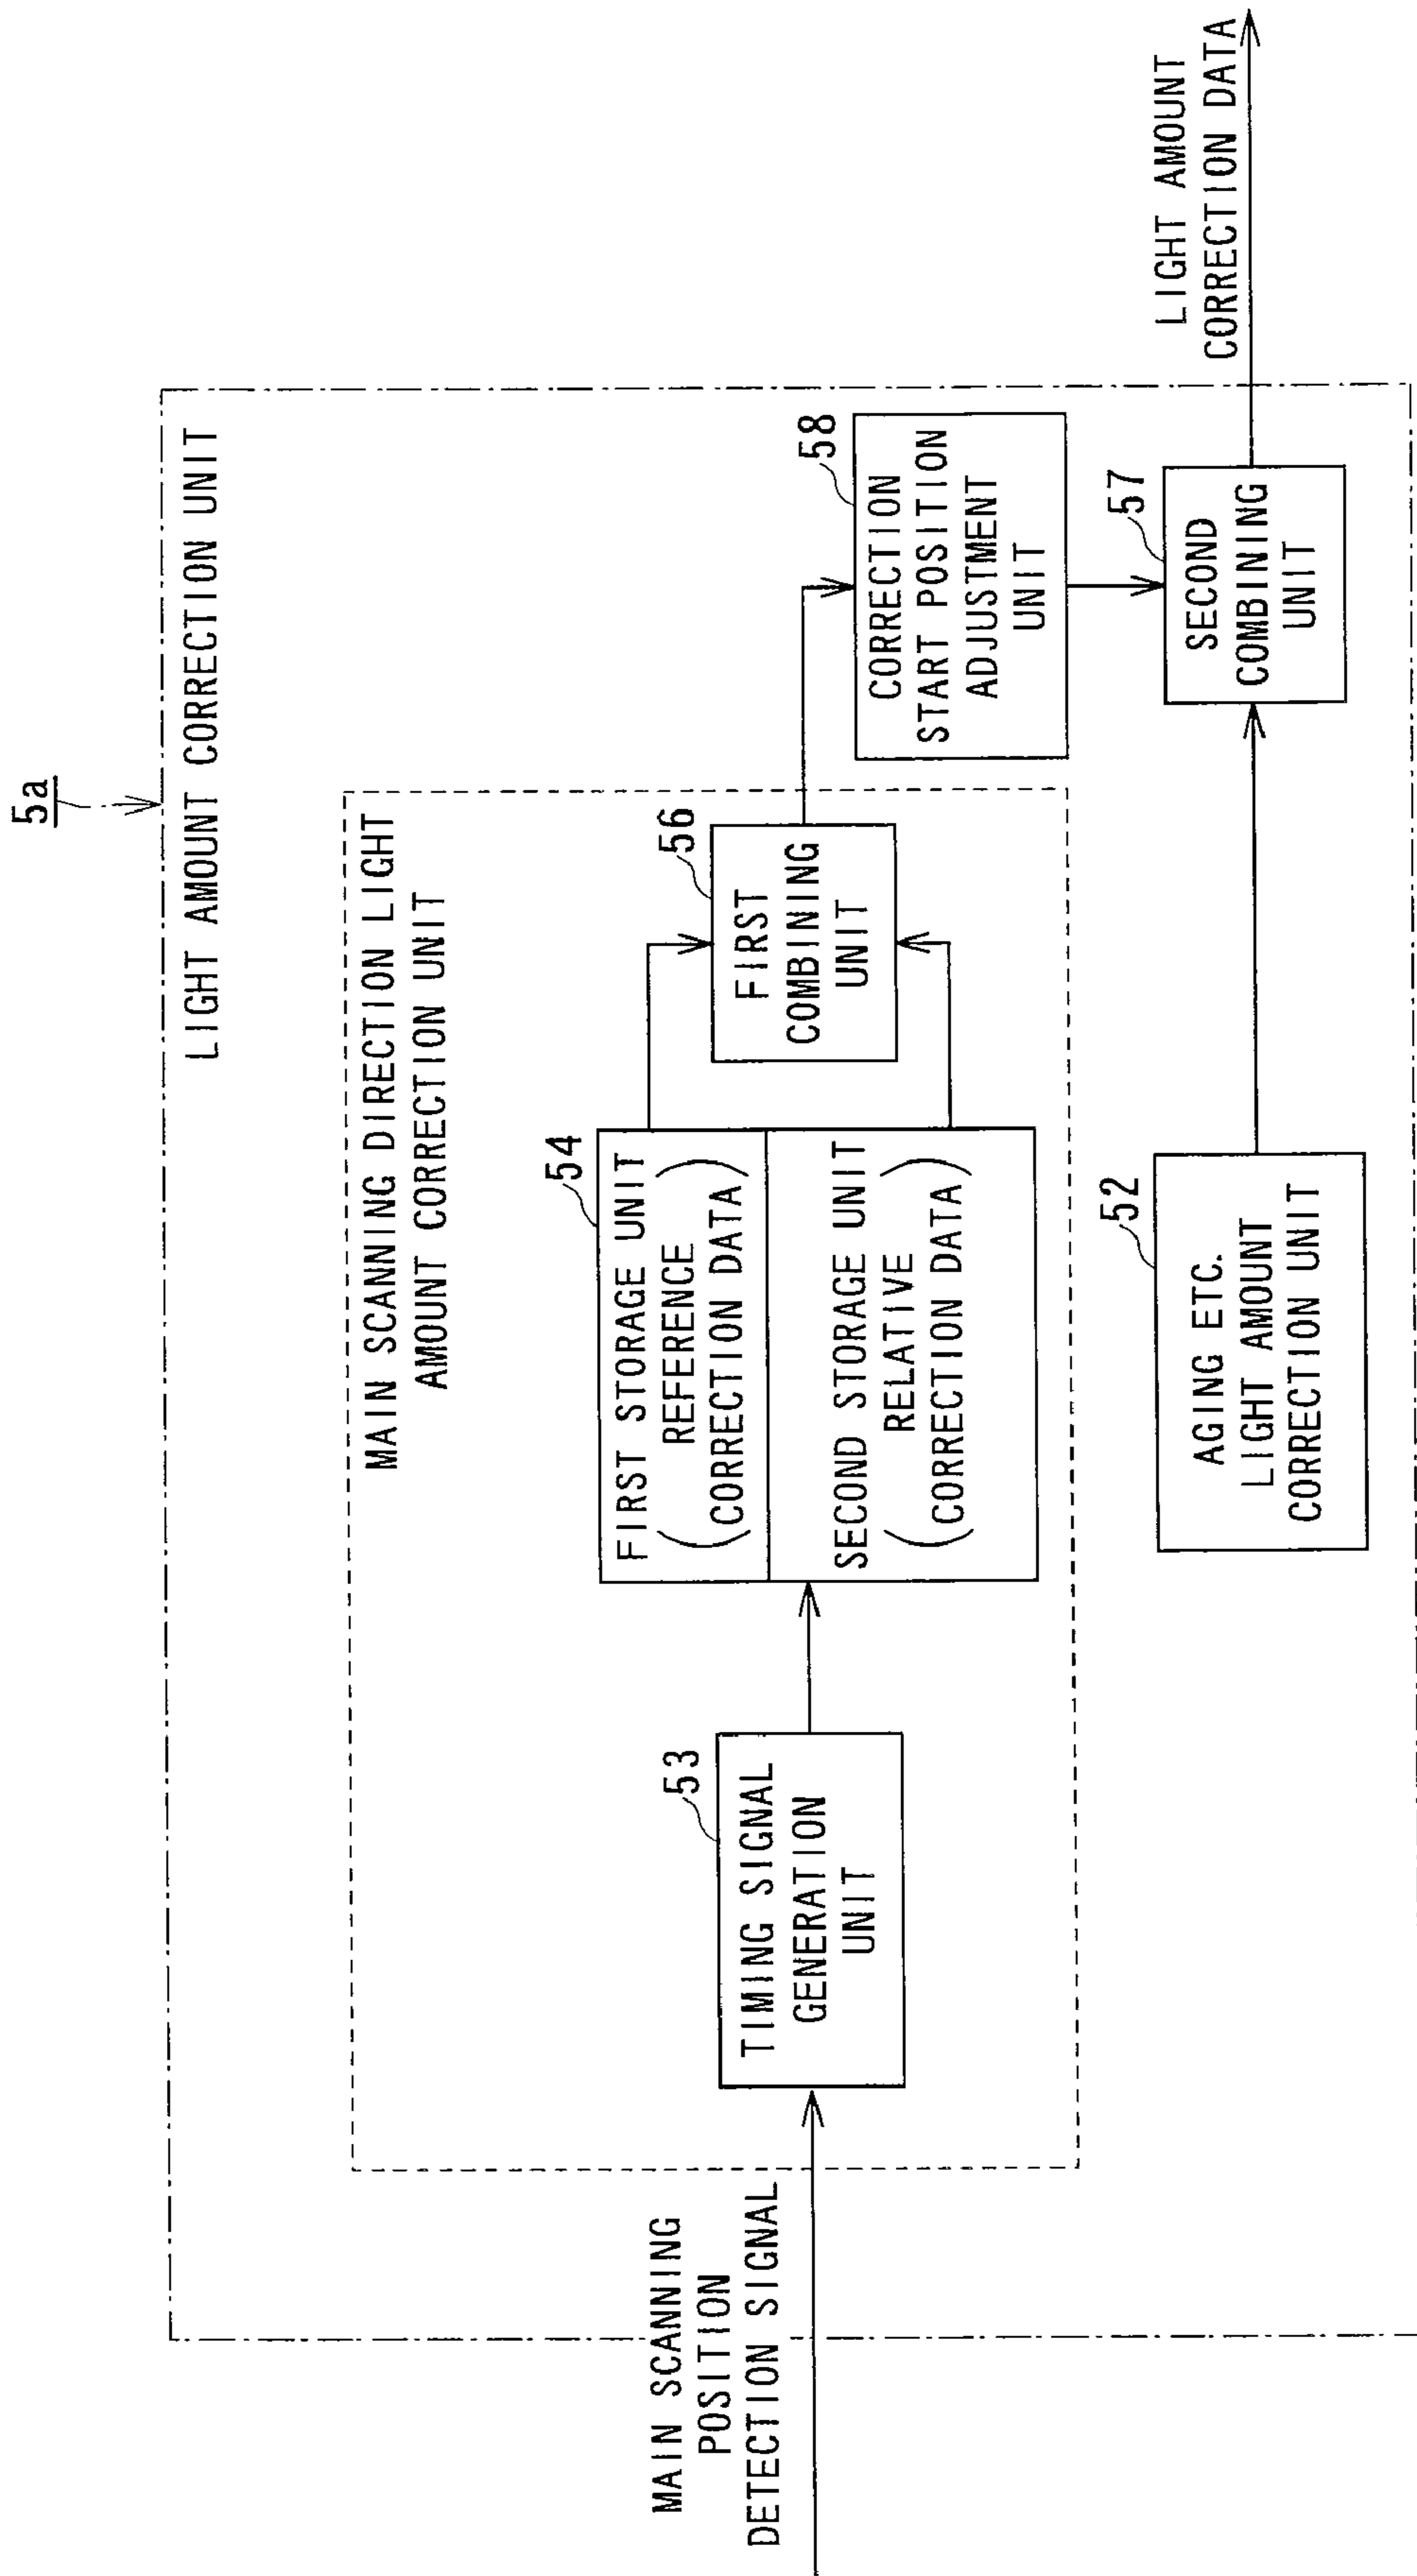 5a
LIGHT AMOUNT CORRECTION UNIT
MAIN SCANNING DIRECTION LIGHT
AMOUNT CORRECTION UNIT
MAIN SCANNING
POSITION
DETECTION SIGNAL
53
TIMING SIGNAL
GENERATION
UNIT
54
FIRST STORAGE UNIT
(REFERENCE
CORRECTION DATA)
SECOND STORAGE UNIT
(RELATIVE
CORRECTION DATA)
56
FIRST
COMBINING
UNIT
58
CORRECTION
START POSITION
ADJUSTMENT
UNIT
52
AGING ETC.
LIGHT AMOUNT
CORRECTION UNIT
57
SECOND
COMBINING
UNIT
LIGHT AMOUNT
CORRECTION DATA